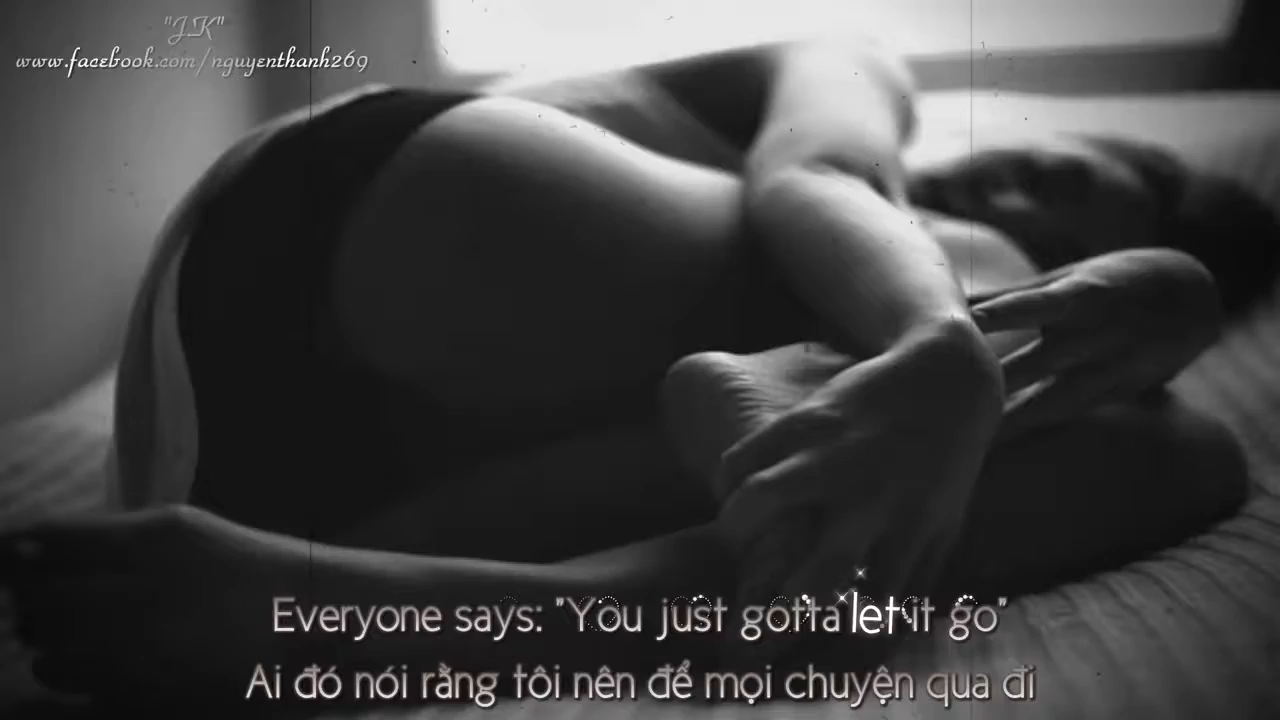 "J.K"
www.facebook.com/nguyenthanh269
Everyone says: "You just gotta let it go"
Ai đó nói rằng tôi nên để mọi chuyện qua đi